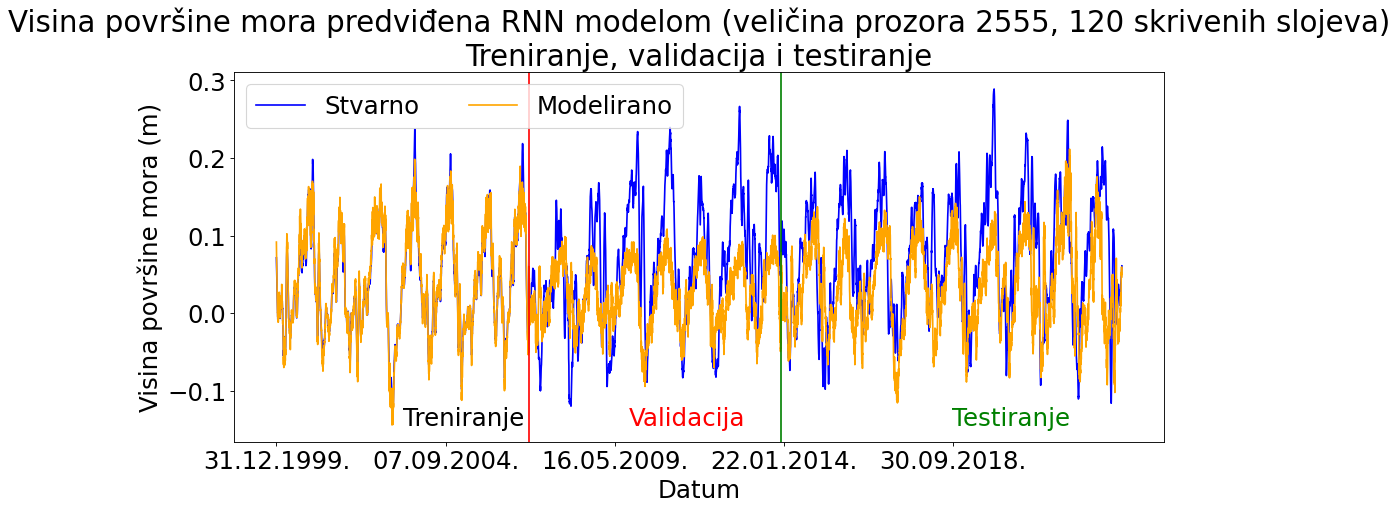 Visina površine mora predviđena RNN modelom (veličina prozora 2555, 120 skrivenih slojeva)
Treniranje, validacija i testiranje
Stvarno
Modelirano
Visina površine mora (m)
0.3
0.2
0.1
0.0
−0.1
Treniranje
Validacija
Testiranje
31.12.1999.
07.09.2004.
16.05.2009.
22.01.2014.
30.09.2018.
Datum